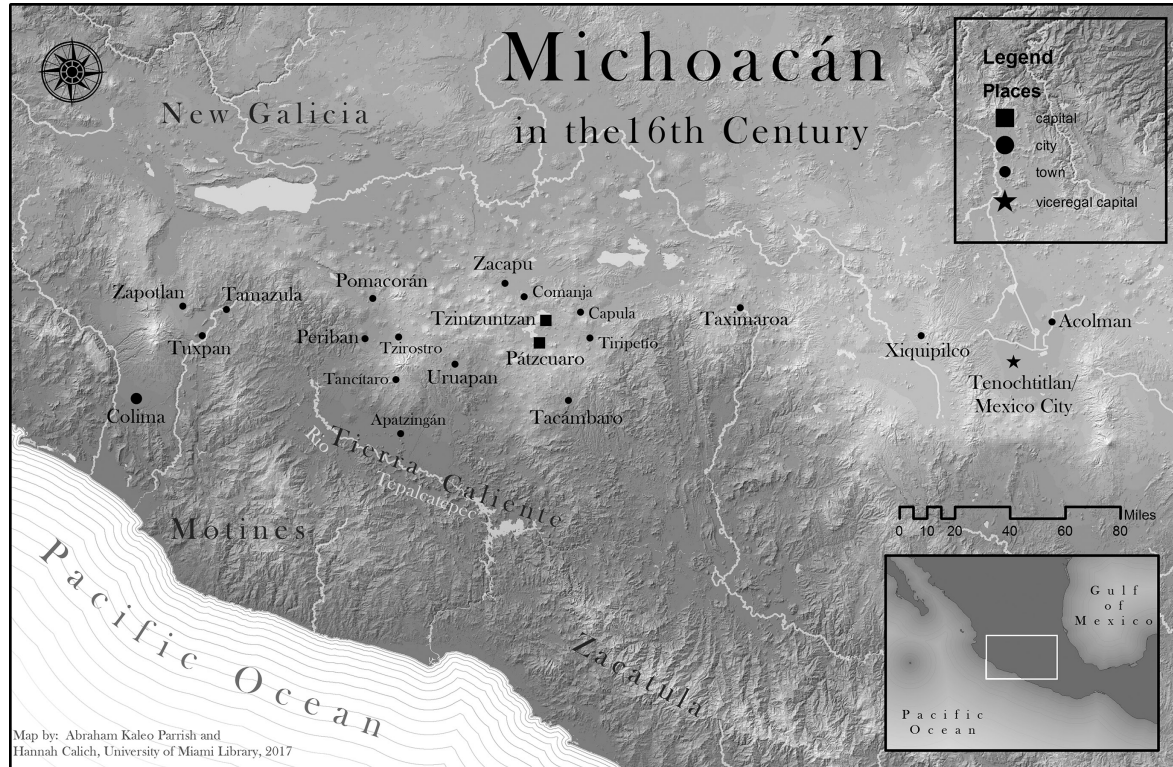 Michoacán
in the16th Century
Legend
Places
capital
city
town
viceregal capital
New Galicia
Zacapu
Pomacorán
Comanja
Zapotlan
Tamazula
Tzintzuntzan
Capula
Taximaroa
Acolman
Tuxpan
Periban
Tzirostro
Tiripetio
Pátzcuaro
Xiquipilco
Tancítaro
Uruapan
Tenochtitlan/
Mexico City
Colima
Apatzingán
Tacámbaro
Tierra Caliente
Río
Tepalcatepec
Motines
Miles
0 10 20 40 60 80
Pacific Ocean
Zacatula
Gulf
of
Mexico
Pacific
Ocean
Map by: Abraham Kaleo Parrish and
Hannah Calich, University of Miami Library, 2017